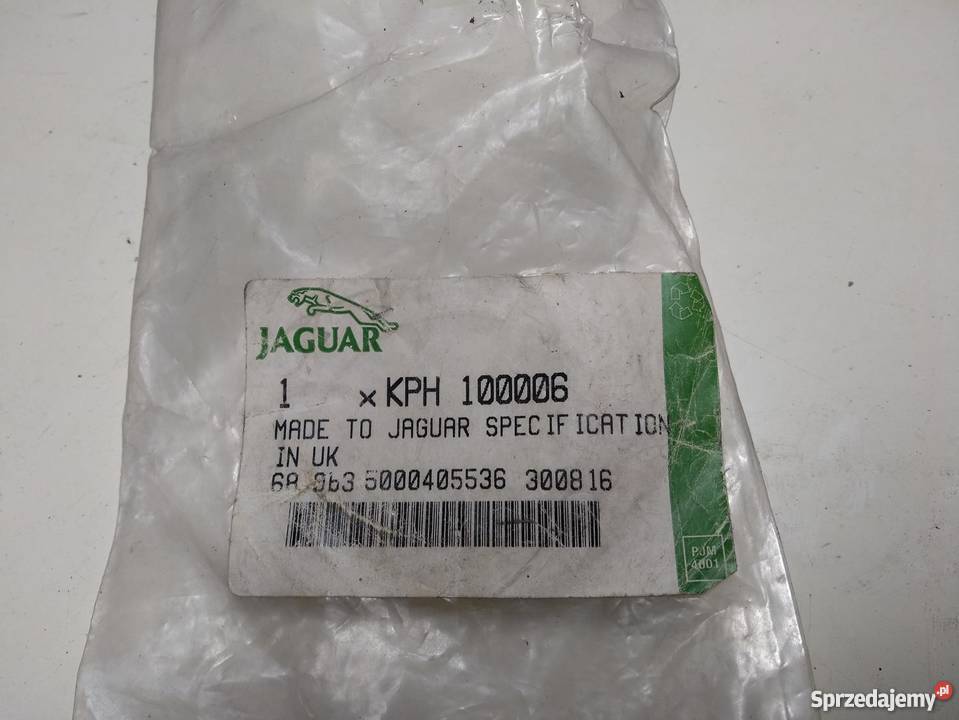 JAGUAR
1 x KPH 100006
MADE TO JAGUAR SPECIFICATION
IN UK
5000405536 300816
PJM
4001
Sprzedajemy.pl